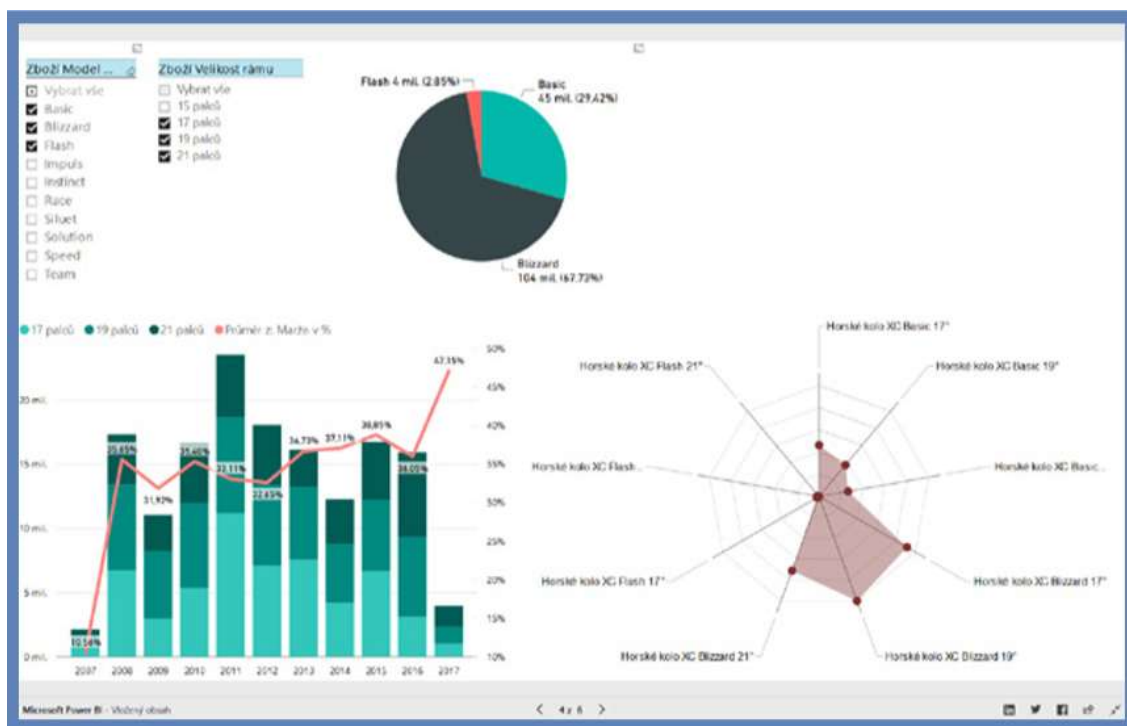 Zboží Model ...
Vybrat vše
Basic
Blizzard
Flash
Impuls
Instinct
Race
Siluet
Solution
Speed
Team
Zboží Velikost rámu
Vybrat vše
15 palců
17 palců
19 palců
21 palců
Flash 4 mil. (2.85%)
Basic
45 mil. (29,42%)
Blizzard
104 mil. (67,73%)
17 palců 19 palců 21 palců Průměr z: Marže v %
20 mil.
15 mil.
10 mil.
5 mil.
0 mil.
50%
45%
40%
35%
30%
25%
20%
15%
10%
10,56%
35,65%
31,92%
33,11%
32,65%
36,73%
37,11%
38,85%
36,05%
47,15%
2007 2008 2009 2010 2011 2012 2013 2014 2015 2016 2017
Horské kolo XC Basic 17"
Horské kolo XC Basic 19"
Horské kolo XC Basic...
Horské kolo XC Blizzard 17"
Horské kolo XC Blizzard 19"
Horské kolo XC Blizzard 21"
Horské kolo XC Flash 17"
Horské kolo XC Flash...
Horské kolo XC Flash 21"
Microsoft Power BI - Vložený obsah
4 z 6